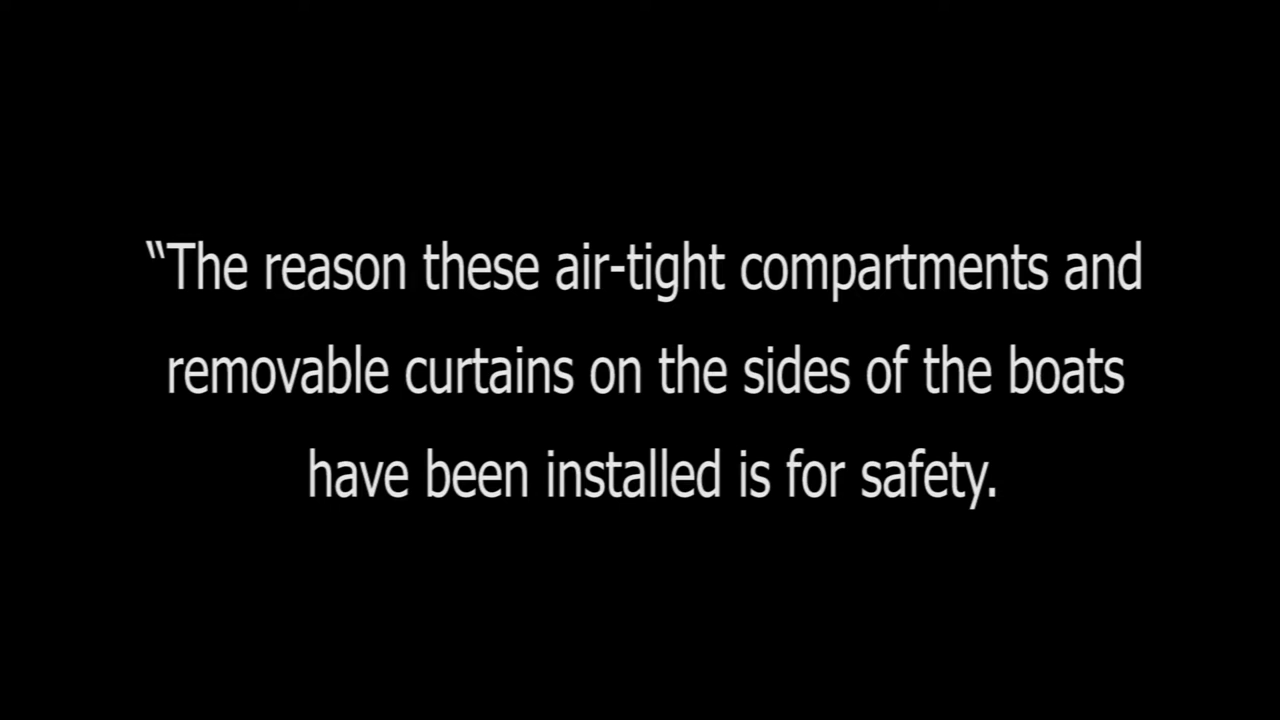 “The reason these air-tight compartments and
removable curtains on the sides of the boats
have been installed is for safety.